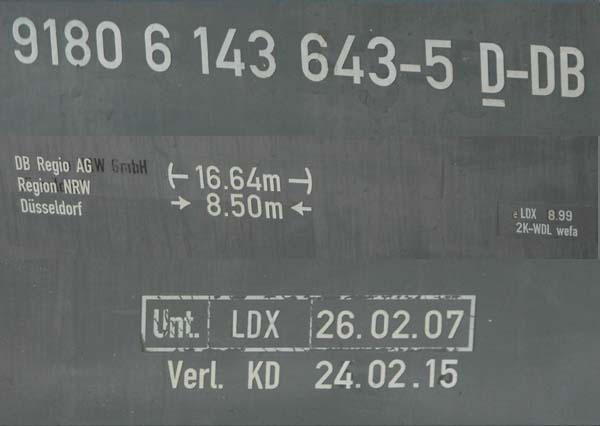 9180 6 143 643-5 D-DB
DB Regio AG W GmbH
Region NRW
Düsseldorf
16.64m
8.50m
e LDX 8.99
2K-WDL wefa
Unt. LDX 26.02.07
Verl. KD 24.02.15